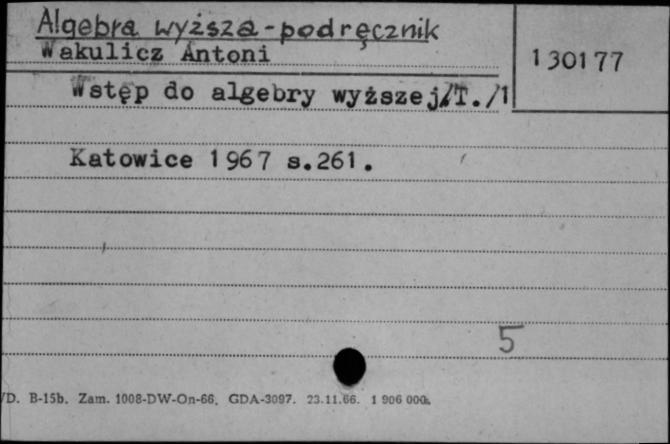 Algebra wyższa - podręcznik
Wakulicz Antoni
130177
Wstęp do algebry wyższej/T./1
Katowice 1967 s.261.
5
/D. B-15b. Zam. 1008-DW-On-66. GDA-3097. 23.11.66. 1 906 000.